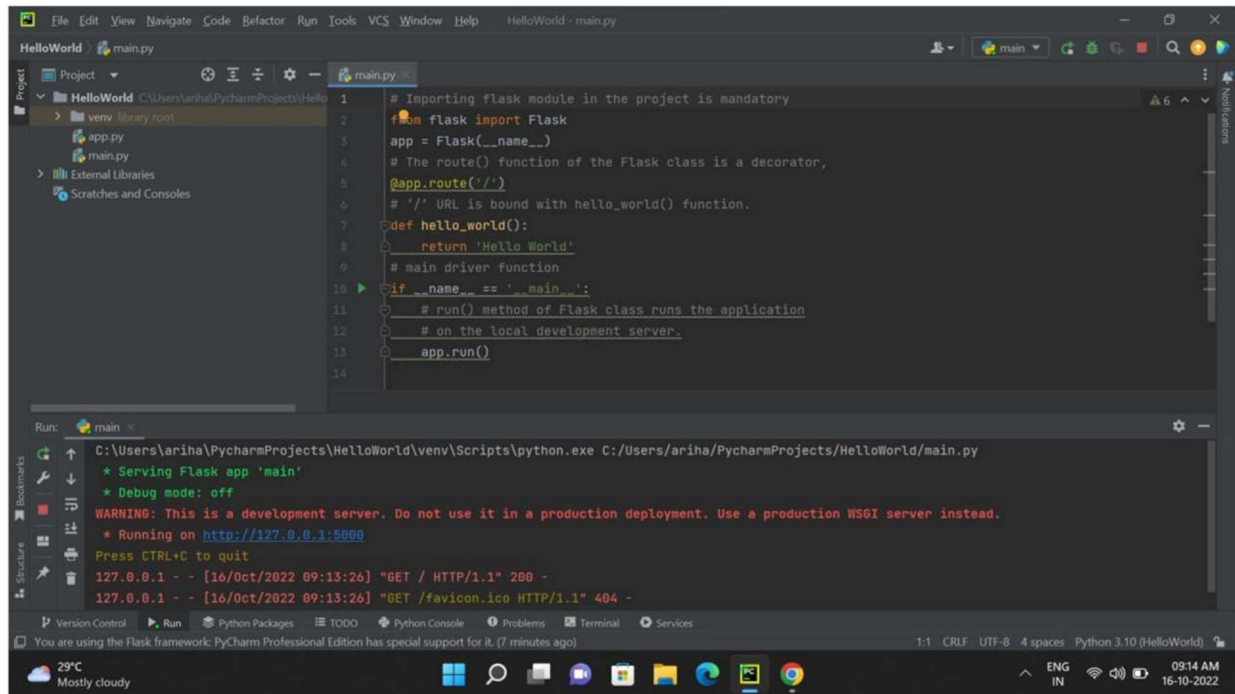 PC File Edit View Navigate Code Refactor Run Tools VCS Window Help HelloWorld - main.py
HelloWorld main.py main
Project main.py
Project
HelloWorld C:\Users\ariha\PycharmProjects\Hello
venv library root
app.py
main.py
External Libraries
Scratches and Consoles
1 # Importing flask module in the project is mandatory
2 from flask import Flask
3 app = Flask(__name__)
4 # The route() function of the Flask class is a decorator,
5 @app.route('/')
6 # ‘/’ URL is bound with hello_world() function.
7 def hello_world():
8 return 'Hello World'
9 # main driver function
10 if __name__ == '__main__':
11 # run() method of Flask class runs the application
12 # on the local development server.
13 app.run()
14
6
Notifications
Run: main
C:\Users\ariha\PycharmProjects\HelloWorld\venv\Scripts\python.exe C:/Users/ariha/PycharmProjects/HelloWorld/main.py
* Serving Flask app 'main'
* Debug mode: off
WARNING: This is a development server. Do not use it in a production deployment. Use a production WSGI server instead.
* Running on http://127.0.0.1:5000
Press CTRL+C to quit
127.0.0.1 - - [16/Oct/2022 09:13:26] "GET / HTTP/1.1" 200 -
127.0.0.1 - - [16/Oct/2022 09:13:26] "GET /favicon.ico HTTP/1.1" 404 -
Bookmarks
Structure
Version Control Run Python Packages TODO Python Console Problems Terminal Services
You are using the Flask framework: PyCharm Professional Edition has special support for it. (7 minutes ago) 1:1 CRLF UTF-8 4 spaces Python 3.10 (HelloWorld)
29°C
Mostly cloudy
PC
ENG
IN
09:14 AM
16-10-2022